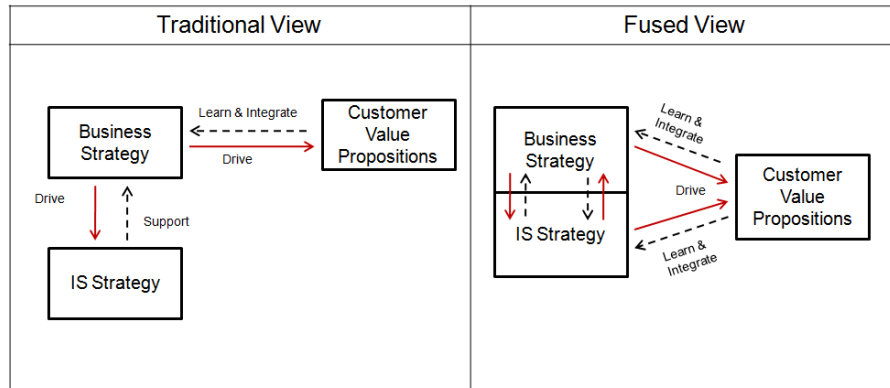 Traditional View
Fused View
Business
Strategy
Learn & Integrate
Drive
Customer
Value
Propositions
Drive
Support
IS Strategy
Business
Strategy
IS Strategy
Learn &
Integrate
Drive
Learn &
Integrate
Customer
Value
Propositions